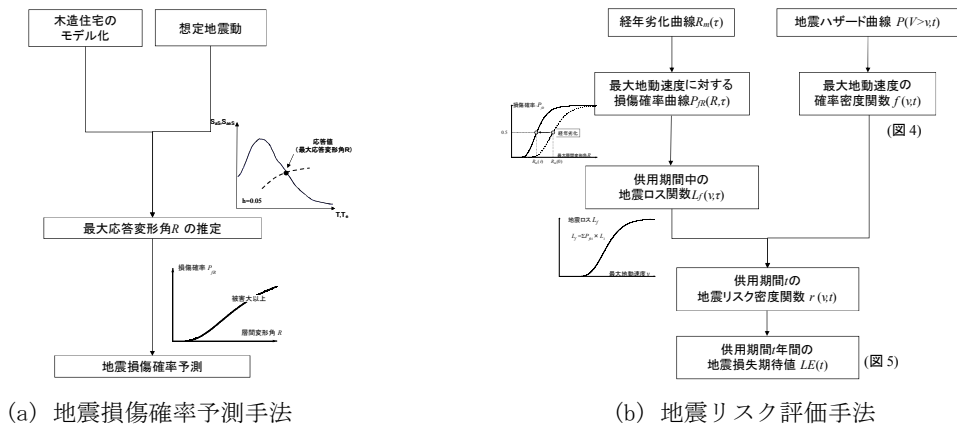 木造住宅の
モデル化
想定地震動
応答値
(最大応答変形角R)
h=0.05
最大応答変形角R の推定
損傷確率 PfR
被害大以上
層間変形角 R
地震損傷確率予測
(a) 地震損傷確率予測手法
経年劣化曲線Rm(τ)
地震ハザード曲線 P(V>v,t)
最大地動速度に対する
損傷確率曲線PfR(R,τ)
最大地動速度の
確率密度関数 f(v,t)
(図 4)
経年劣化
0.5
供用期間中の
地震ロス関数Lf(v,τ)
地震ロス Lf
最大地動速度 v
供用期間tの
地震リスク密度関数 r(v,t)
供用期間t年間の
地震損失期待値 LE(t)
(図 5)
(b) 地震リスク評価手法